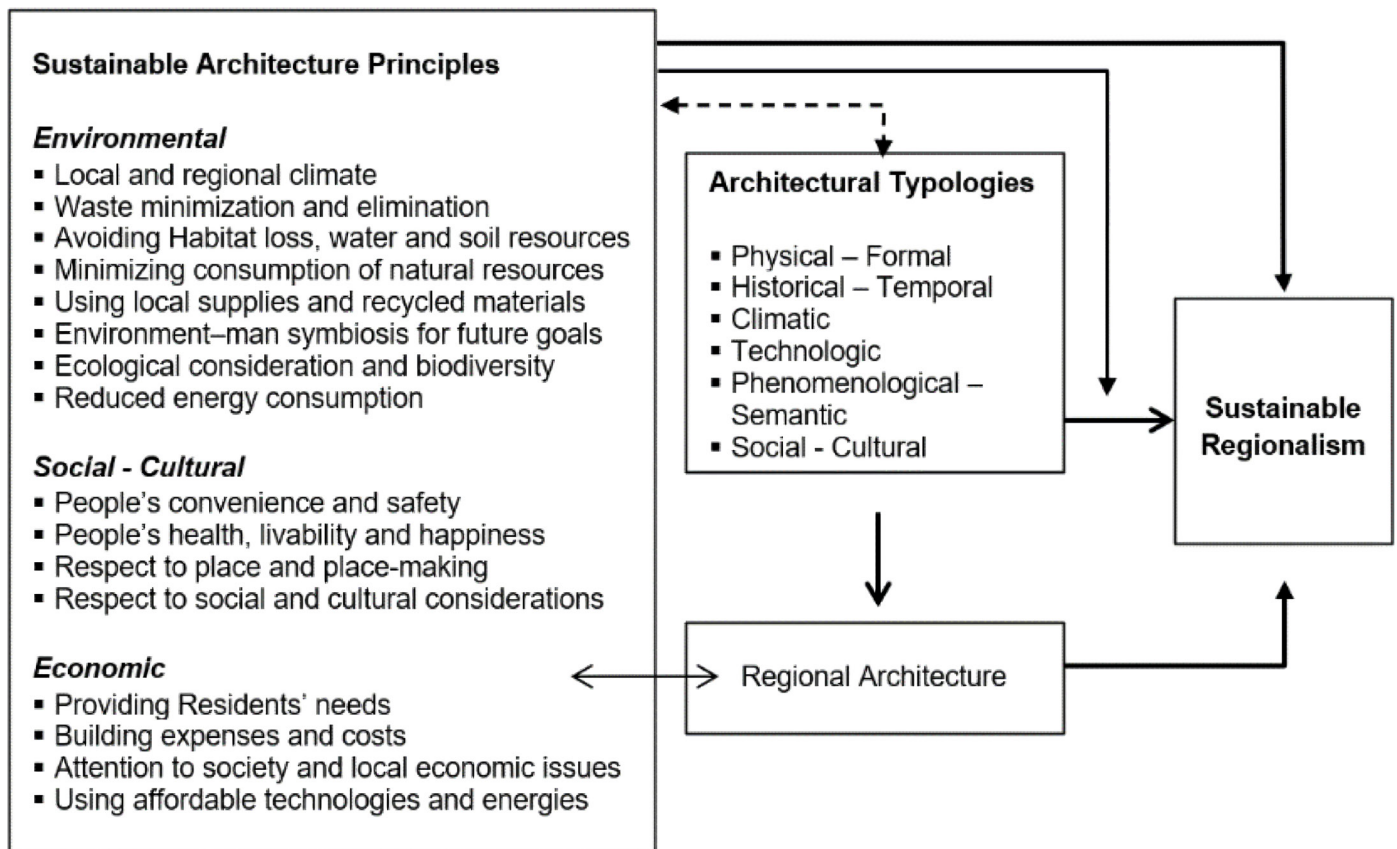 Sustainable Architecture Principles
Environmental
▪ Local and regional climate
▪ Waste minimization and elimination
▪ Avoiding Habitat loss, water and soil resources
▪ Minimizing consumption of natural resources
▪ Using local supplies and recycled materials
▪ Environment–man symbiosis for future goals
▪ Ecological consideration and biodiversity
▪ Reduced energy consumption
Social - Cultural
▪ People’s convenience and safety
▪ People’s health, livability and happiness
▪ Respect to place and place-making
▪ Respect to social and cultural considerations
Economic
▪ Providing Residents’ needs
▪ Building expenses and costs
▪ Attention to society and local economic issues
▪ Using affordable technologies and energies
Architectural Typologies
▪ Physical – Formal
▪ Historical – Temporal
▪ Climatic
▪ Technologic
▪ Phenomenological –
Semantic
▪ Social - Cultural
Regional Architecture
Sustainable
Regionalism